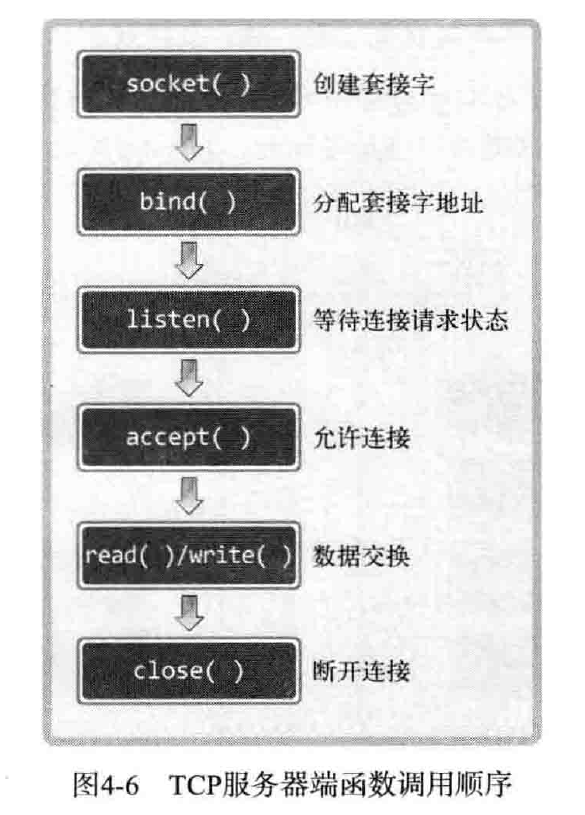 socket( ) 创建套接字
bind( ) 分配套接字地址
listen( ) 等待连接请求状态
accept( ) 允许连接
read( )/write( ) 数据交换
close( ) 断开连接
图4-6 TCP服务器端函数调用顺序